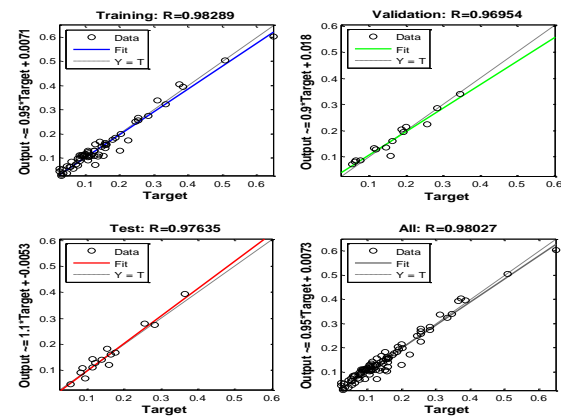 Training: R=0.98289
Output ~= 0.95*Target + 0.0071
0.6
0.5
0.4
0.3
0.2
0.1
Data
Fit
Y = T
0.1 0.2 0.3 0.4 0.5 0.6
Target
Validation: R=0.96954
Output ~= 0.9*Target + 0.018
0.6
0.5
0.4
0.3
0.2
0.1
Data
Fit
Y = T
0.1 0.2 0.3 0.4 0.5 0.6
Target
Test: R=0.97635
Output ~= 1.1*Target + -0.0053
0.6
0.5
0.4
0.3
0.2
0.1
Data
Fit
Y = T
0.1 0.2 0.3 0.4 0.5 0.6
Target
All: R=0.98027
Output ~= 0.95*Target + 0.0073
0.6
0.5
0.4
0.3
0.2
0.1
Data
Fit
Y = T
0.1 0.2 0.3 0.4 0.5 0.6
Target